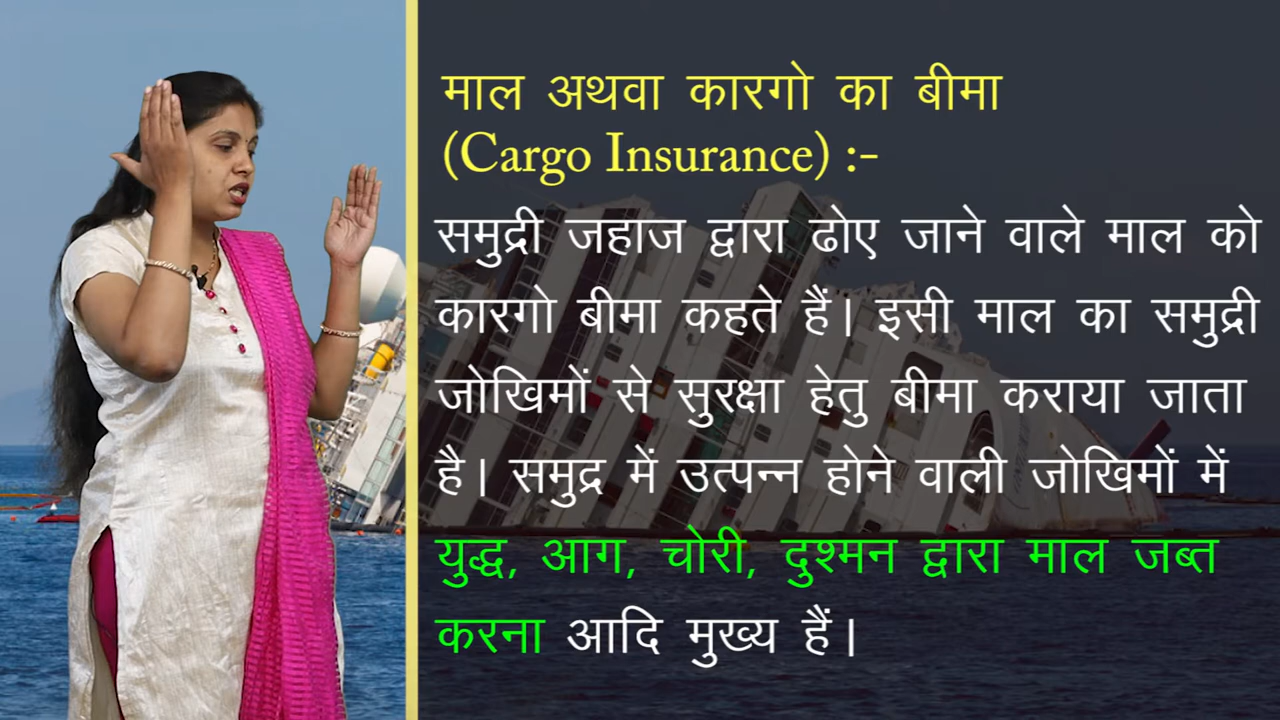 माल अथवा कारगो का बीमा
(Cargo Insurance) :-
समुद्री जहाज द्वारा ढोए जाने वाले माल को
कारगो बीमा कहते हैं। इसी माल का समुद्री
जोखिमों से सुरक्षा हेतु बीमा कराया जाता
है। समुद्र में उत्पन्न होने वाली जोखिमों में
युद्ध, आग, चोरी, दुश्मन द्वारा माल जब्त
करना आदि मुख्य हैं।